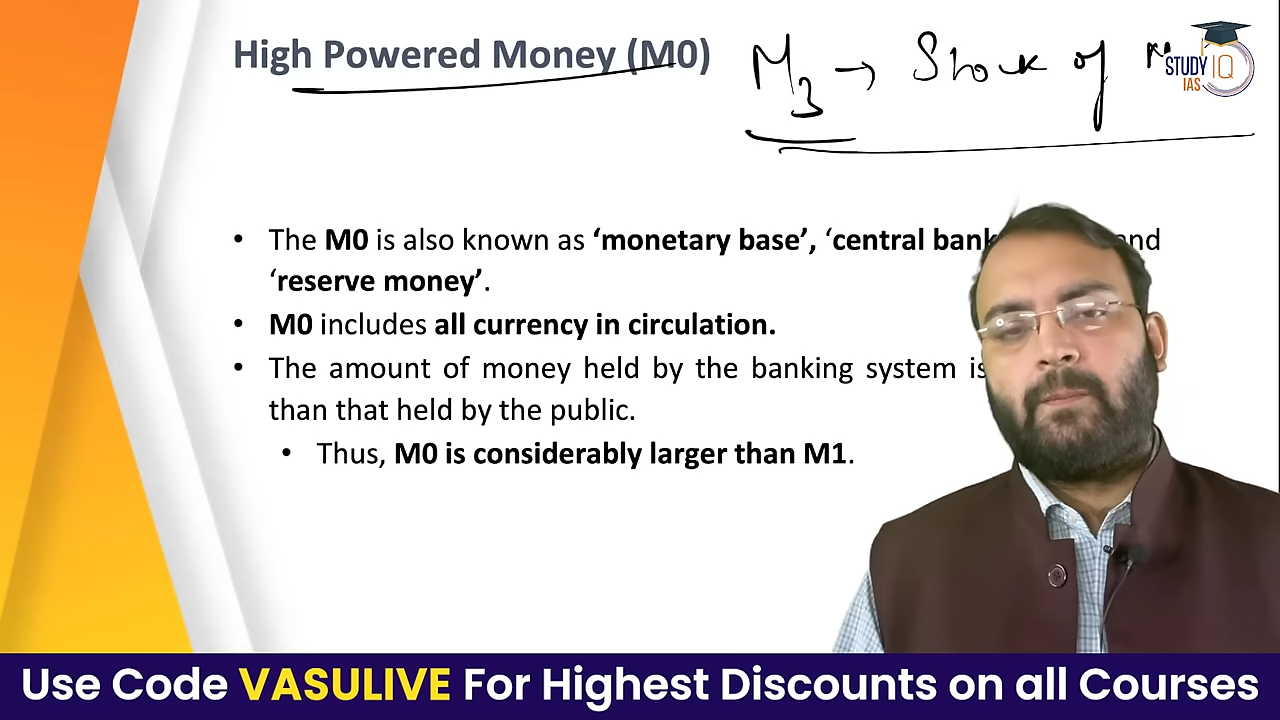 High Powered Money (M0)
M3 → Stock of
STUDY IQ
IAS
• The M0 is also known as ‘monetary base’, ‘central bank and
‘reserve money’.
• M0 includes all currency in circulation.
• The amount of money held by the banking system is
than that held by the public.
• Thus, M0 is considerably larger than M1.
Use Code VASULIVE For Highest Discounts on all Courses